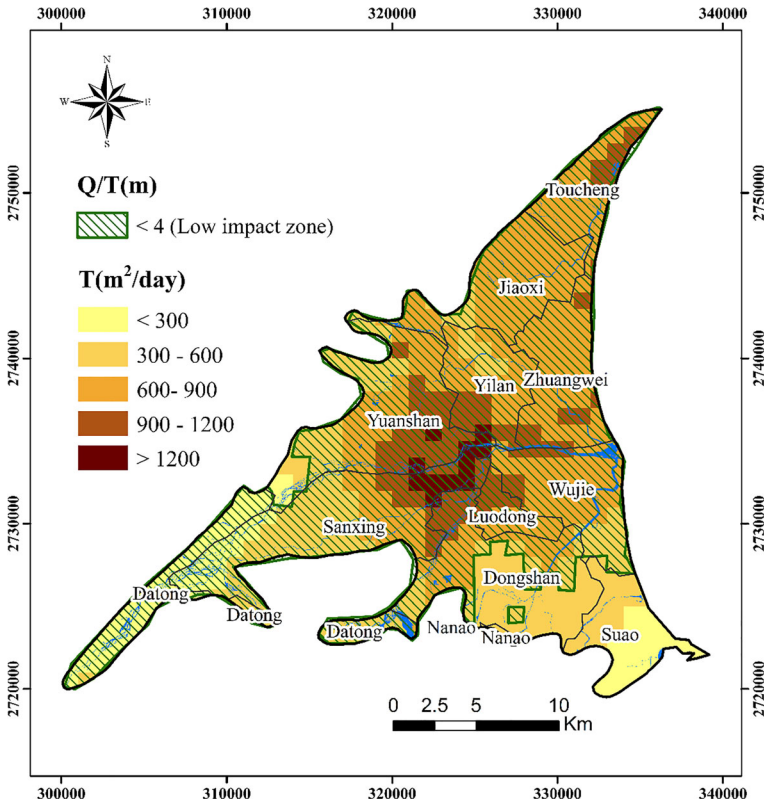 300000 310000 320000 330000 340000
N
W E
S
Q/T(m)
< 4 (Low impact zone)
T(m²/day)
< 300
300 - 600
600- 900
900 - 1200
> 1200
2750000 2750000
2740000 2740000
2730000 2730000
2720000 2720000
Toucheng
Jiaoxi
Yilan Zhuangwei
Yuanshan
Wujie
Luodong
Sanxing
Dongshan
Datong
Datong
Datong
Nanao
Nanao
Suao
0 2.5 5 10
Km
300000 310000 320000 330000 340000